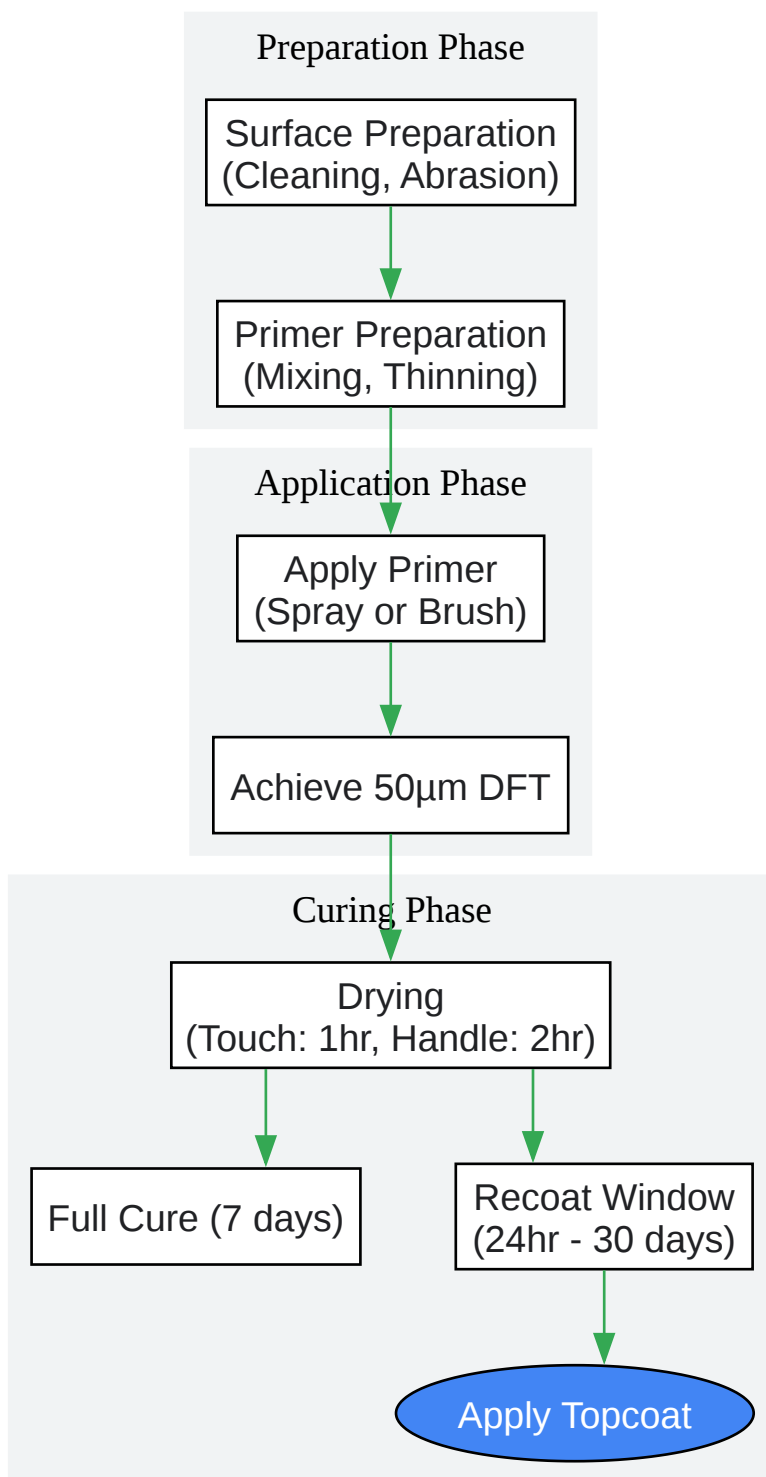 Preparation Phase
Surface Preparation
(Cleaning, Abrasion)
Primer Preparation
(Mixing, Thinning)
Application Phase
Apply Primer
(Spray or Brush)
Achieve 50µm DFT
Curing Phase
Drying
(Touch: 1hr, Handle: 2hr)
Full Cure (7 days)
Recoat Window
(24hr - 30 days)
Apply Topcoat